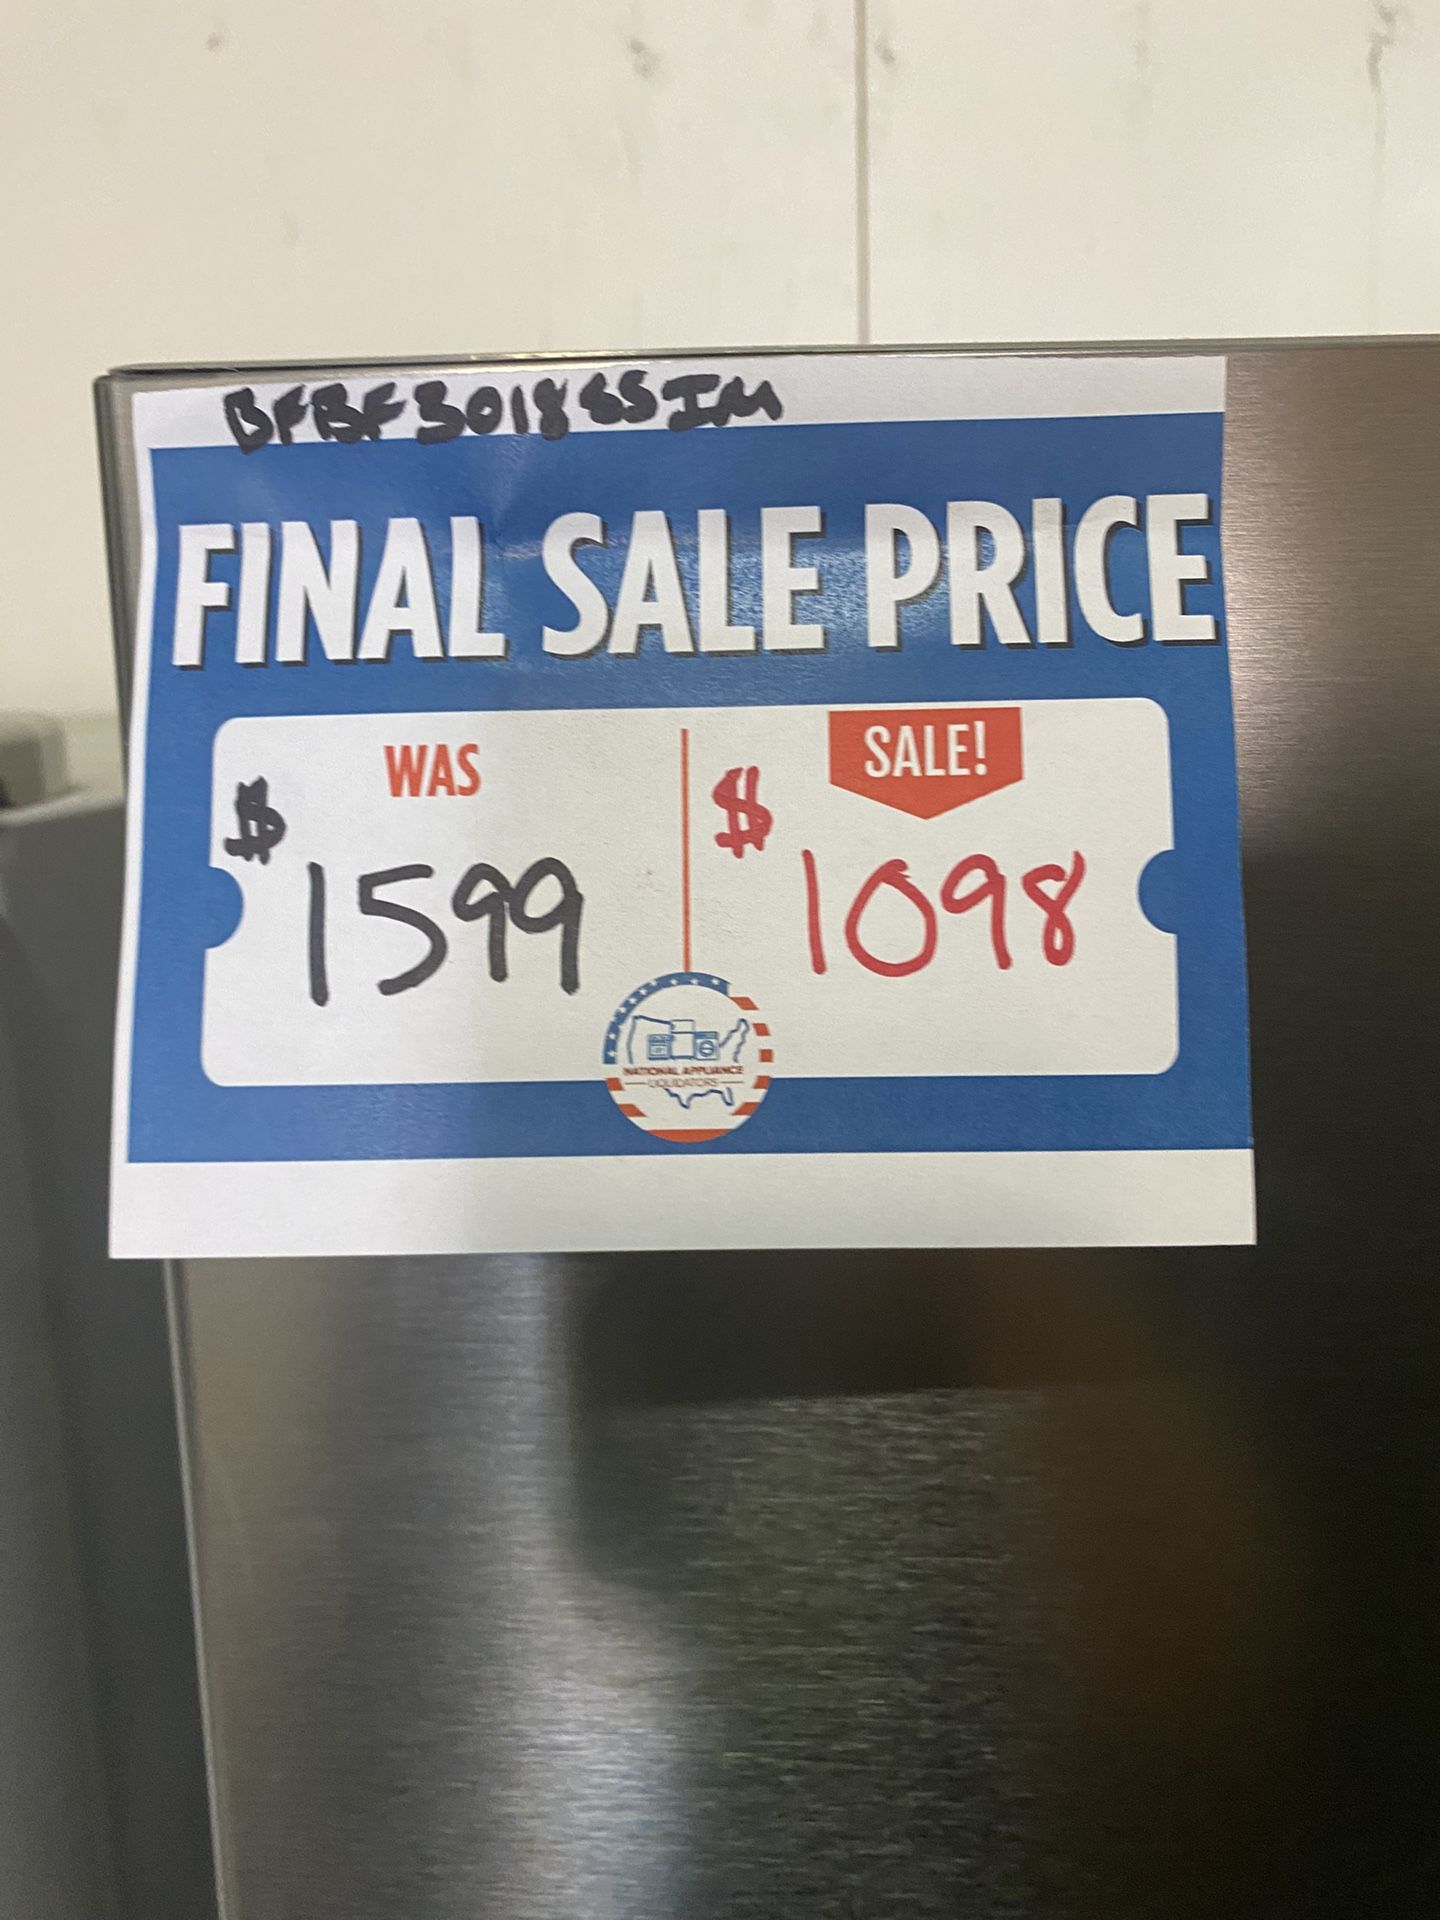 BFBF3018SSIM
FINAL SALE PRICE
WAS
$1599
SALE!
$1098
NATIONAL APPLIANCE
LIQUIDATORS